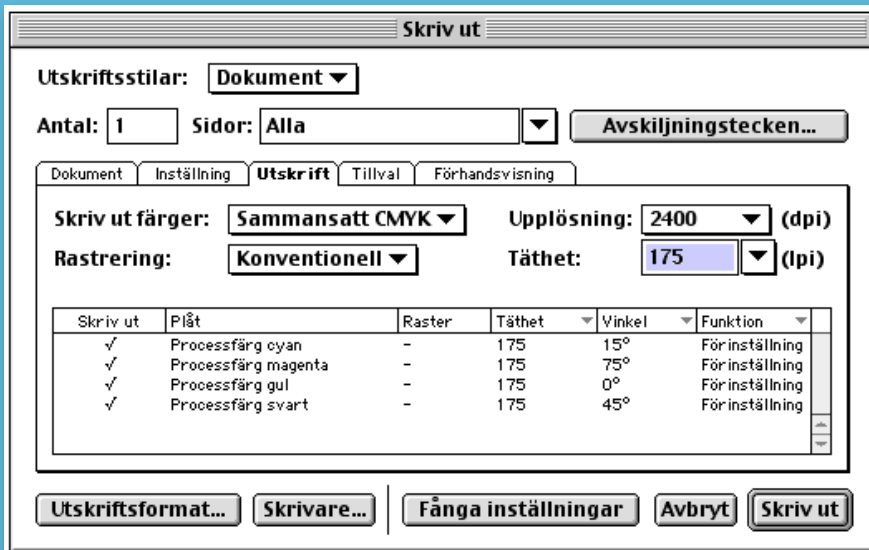 Skriv ut
Utskriftsstilar: Dokument
Antal: 1 Sidor: Alla Avskiljningstecken...
Dokument Inställning Utskrift Tillval Förhandsvisning
Skriv ut färger: Sammansatt CMYK Upplösning: 2400 (dpi)
Rastrering: Konventionell Täthet: 175 (lpi)
Skriv ut Plåt Raster Täthet Vinkel Funktion
√ Processfärg cyan - 175 15° Förinställning
√ Processfärg magenta - 175 75° Förinställning
√ Processfärg gul - 175 0° Förinställning
√ Processfärg svart - 175 45° Förinställning
Utskriftsformat... Skrivare... Fånga inställningar Avbryt Skriv ut